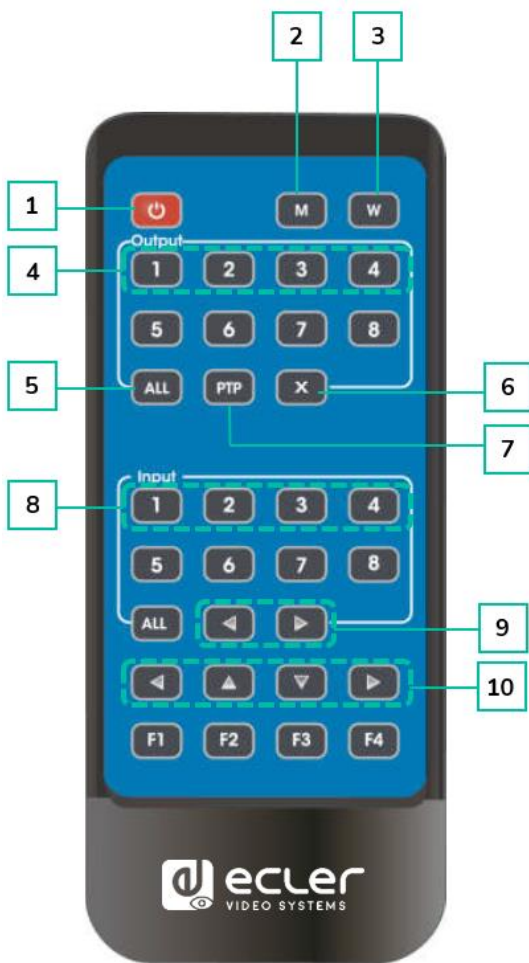 2 3
1 M W
Output
4 1 2 3 4
5 6 7 8
5 ALL PTP X 6
7
Input
8 1 2 3 4
5 6 7 8
ALL 9
10
F1 F2 F3 F4
ecler
VIDEO SYSTEMS